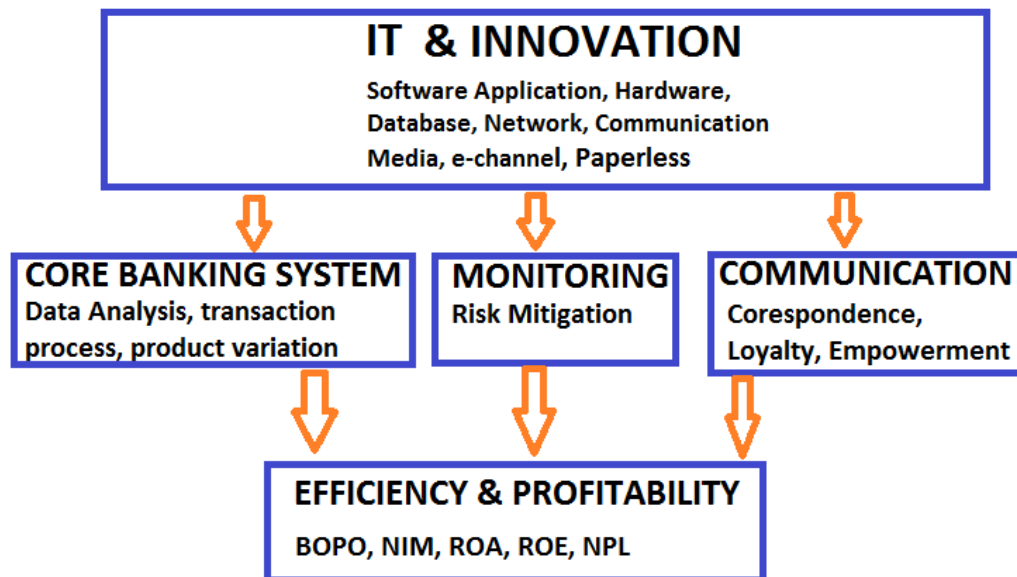 IT & INNOVATION
Software Application, Hardware,
Database, Network, Communication
Media, e-channel, Paperless
CORE BANKING SYSTEM
Data Analysis, transaction
process, product variation
MONITORING
Risk Mitigation
COMMUNICATION
Corespondence,
Loyalty, Empowerment
EFFICIENCY & PROFITABILITY
BOPO, NIM, ROA, ROE, NPL